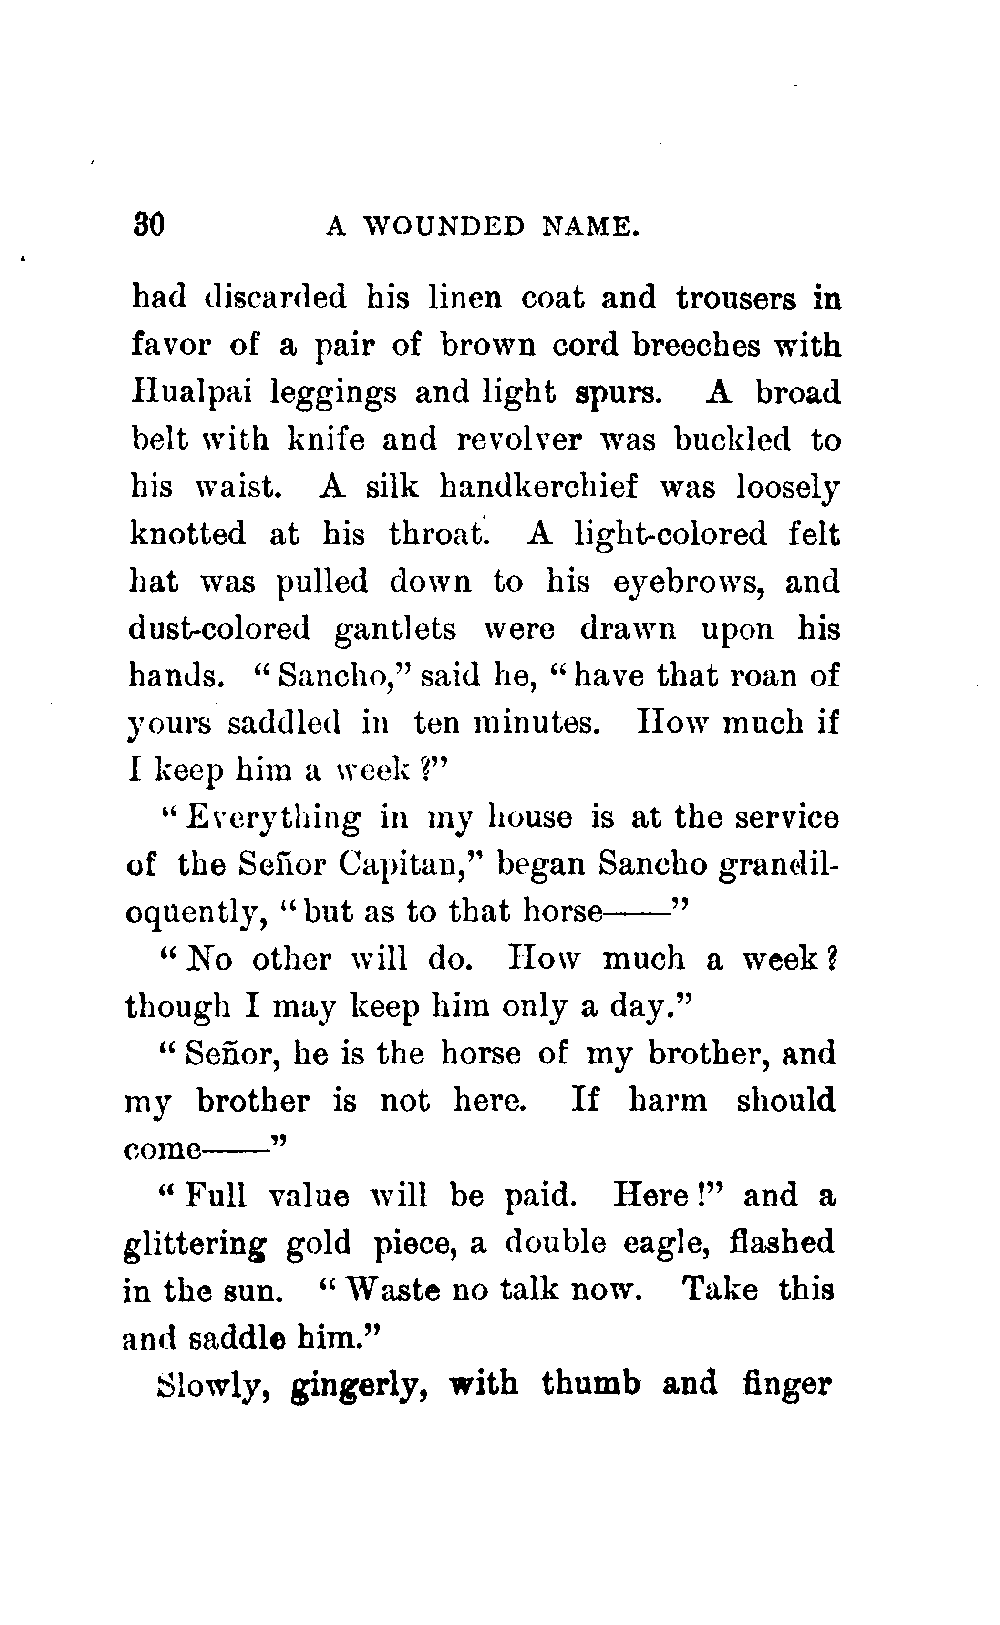 30 A WOUNDED NAME.
had discarded his linen coat and trousers in
favor of a pair of brown cord breeches with
Hualpai leggings and light spurs. A broad
belt with knife and revolver was buckled to
his waist. A silk handkerchief was loosely
knotted at his throat. A light-colored felt
hat was pulled down to his eyebrows, and
dust-colored gantlets were drawn upon his
hands. “Sancho,” said he, “have that roan of
yours saddled in ten minutes. How much if
I keep him a week?”
“Everything in my house is at the service
of the Señor Capitan,” began Sancho grandil-
oquently, “but as to that horse——”
“No other will do. How much a week?
though I may keep him only a day.”
“Señor, he is the horse of my brother, and
my brother is not here. If harm should
come——”
“Full value will be paid. Here!” and a
glittering gold piece, a double eagle, flashed
in the sun. “Waste no talk now. Take this
and saddle him.”
Slowly, gingerly, with thumb and finger